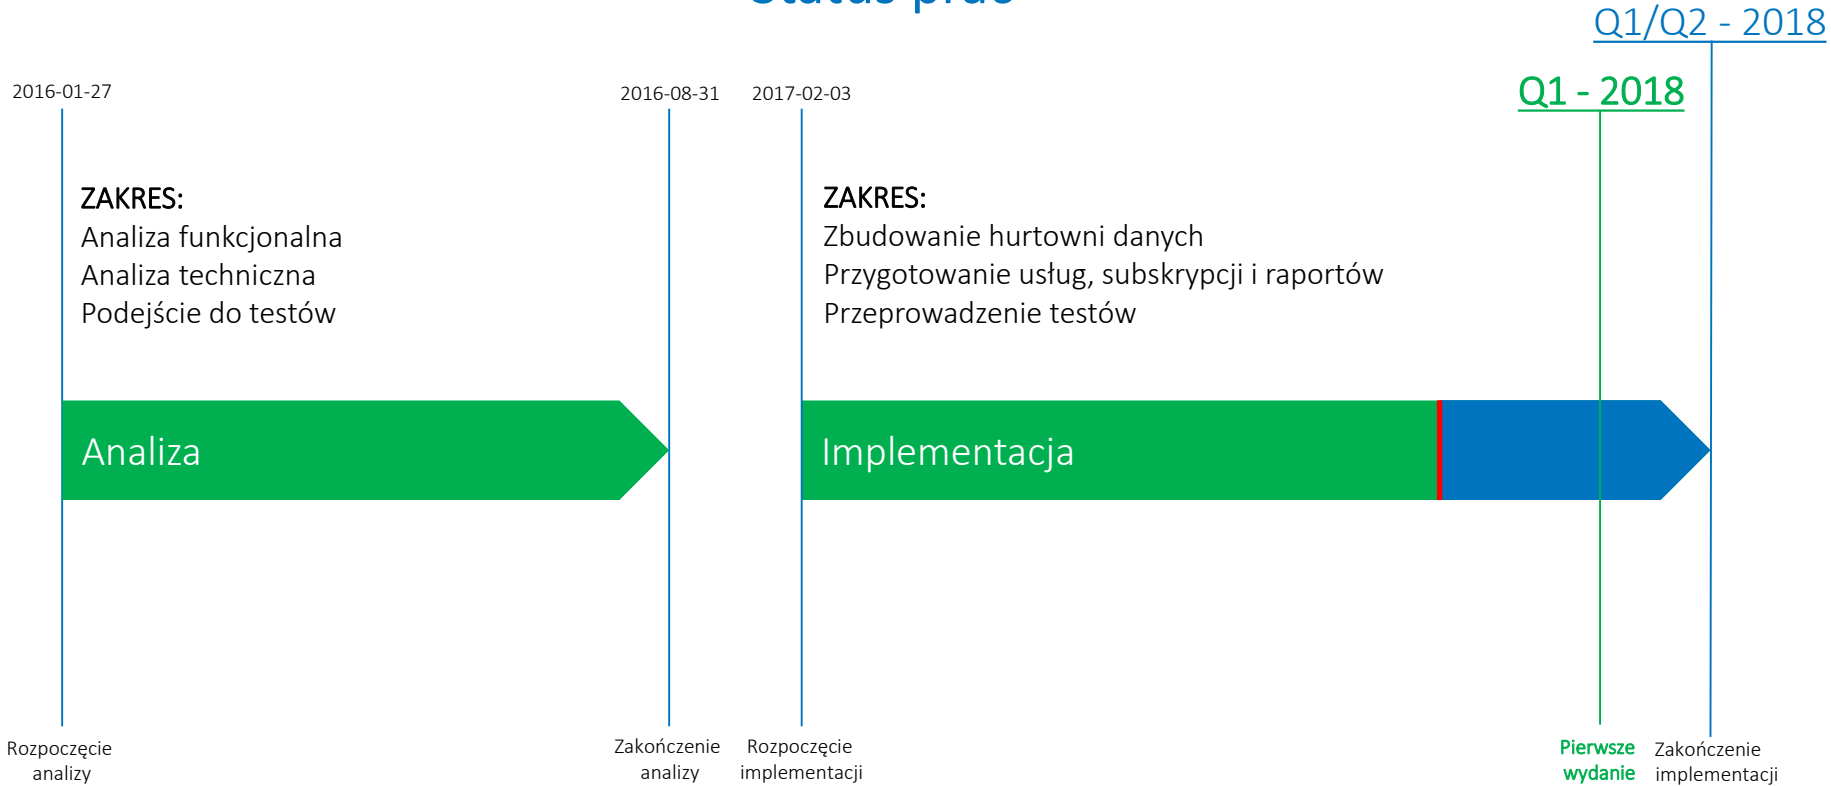 Status prac
Q1/Q2 - 2018
2016-01-27
2016-08-31
2017-02-03
Q1 - 2018
ZAKRES:
Analiza funkcjonalna
Analiza techniczna
Podejście do testów
ZAKRES:
Zbudowanie hurtowni danych
Przygotowanie usług, subskrypcji i raportów
Przeprowadzenie testów
Analiza
Implementacja
Rozpoczęcie
analizy
Zakończenie
analizy
Rozpoczęcie
implementacji
Pierwsze
wydanie
Zakończenie
implementacji